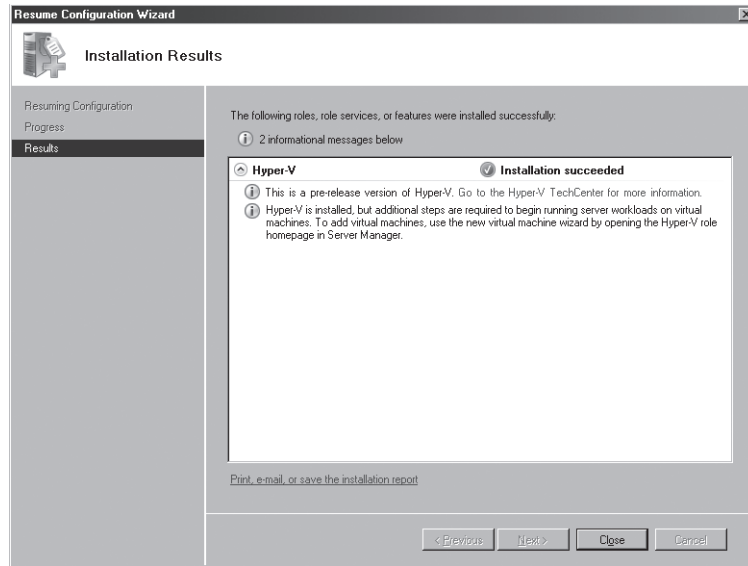 Resume Configuration Wizard
Installation Results
Resuming Configuration
Progress
Results
The following roles, role services, or features were installed successfully:
2 informational messages below
Hyper-V
Installation succeeded
This is a pre-release version of Hyper-V. Go to the Hyper-V TechCenter for more information.
Hyper-V is installed, but additional steps are required to begin running server workloads on virtual
machines. To add virtual machines, use the new virtual machine wizard by opening the Hyper-V role
homepage in Server Manager.
Print, e-mail, or save the installation report
< Previous
Next >
Close
Cancel